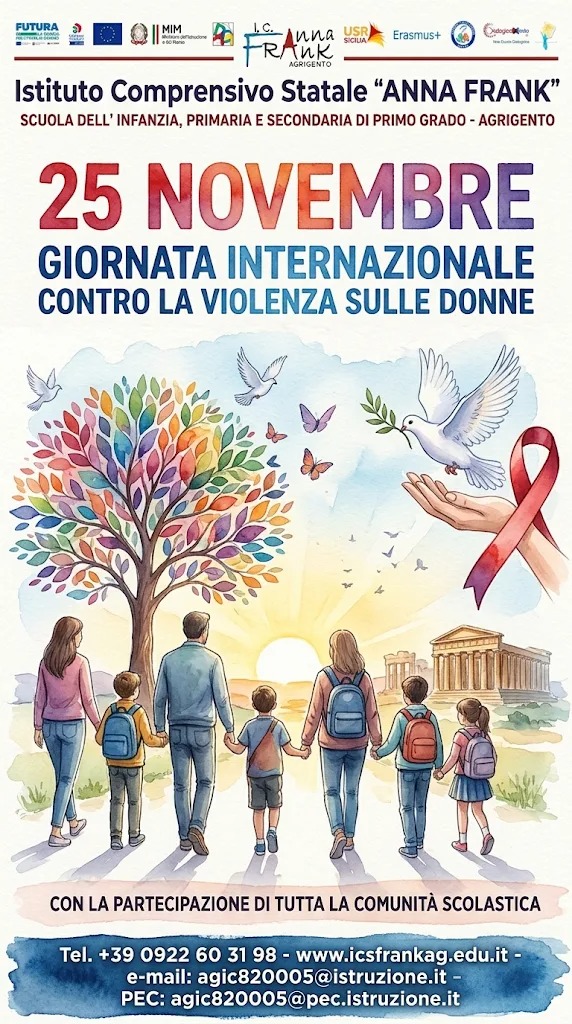 FUTURA
MIM
I.C.
Anna
FRANK
AGRIGENTO
USR
SICILIA
Erasmus+
Istituto Comprensivo Statale “ANNA FRANK”
SCUOLA DELL' INFANZIA, PRIMARIA E SECONDARIA DI PRIMO GRADO - AGRIGENTO
25 NOVEMBRE
GIORNATA INTERNAZIONALE
CONTRO LA VIOLENZA SULLE DONNE
CON LA PARTECIPAZIONE DI TUTTA LA COMUNITÀ SCOLASTICA
Tel. +39 0922 60 31 98 - www.icsfrankag.edu.it -
e-mail: agic820005@istruzione.it -
PEC: agic820005@pec.istruzione.it